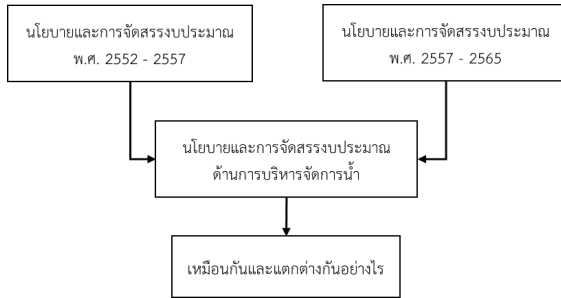 นโยบายและการจัดสรรงบประมาณ
พ.ศ. 2552 - 2557
นโยบายและการจัดสรรงบประมาณ
พ.ศ. 2557 - 2565
นโยบายและการจัดสรรงบประมาณ
ด้านการบริหารจัดการน้ำ
เหมือนกันและแตกต่างกันอย่างไร